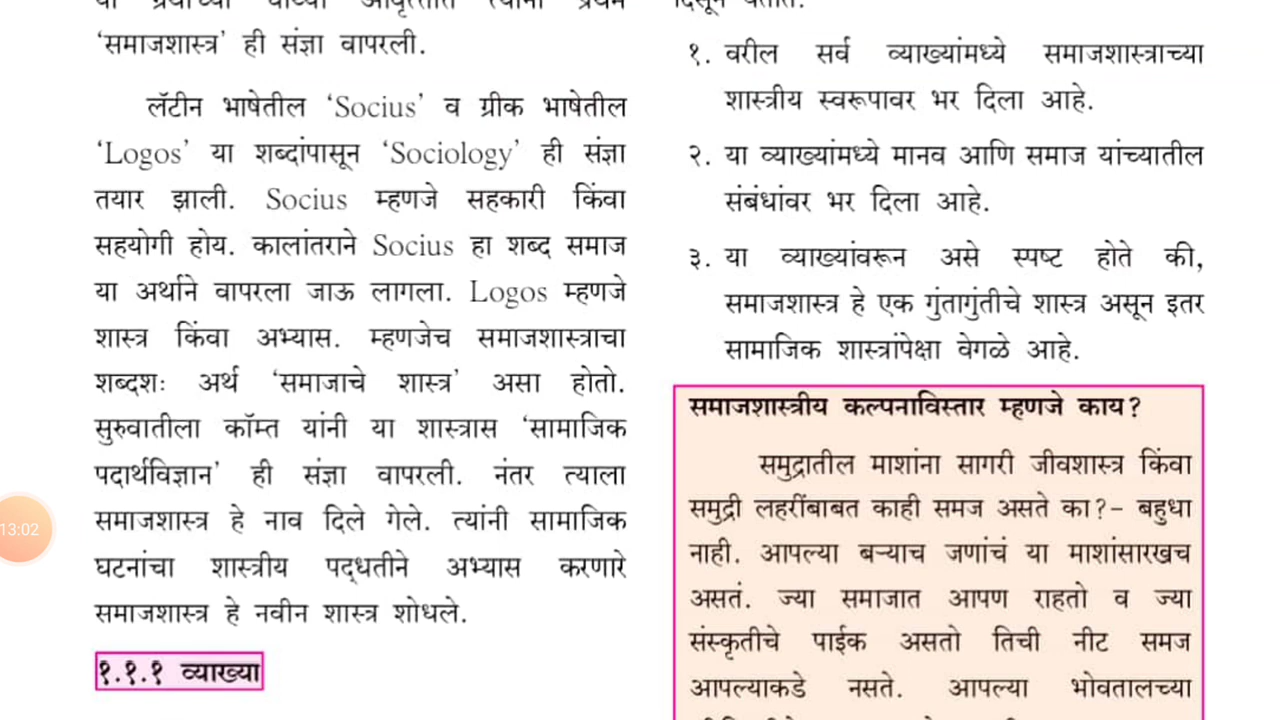 या ग्रंथाच्या चौथ्या आवृत्तीत त्यांनी प्रथम
‘समाजशास्त्र’ ही संज्ञा वापरली.
लॅटीन भाषेतील ‘Socius’ व ग्रीक भाषेतील
‘Logos’ या शब्दांपासून ‘Sociology’ ही संज्ञा
तयार झाली. Socius म्हणजे सहकारी किंवा
सहयोगी होय. कालांतराने Socius हा शब्द समाज
या अर्थाने वापरला जाऊ लागला. Logos म्हणजे
शास्त्र किंवा अभ्यास. म्हणजेच समाजशास्त्राचा
शब्दशः अर्थ ‘समाजाचे शास्त्र’ असा होतो.
सुरुवातीला कॉम्त यांनी या शास्त्रास ‘सामाजिक
पदार्थविज्ञान’ ही संज्ञा वापरली. नंतर त्याला
समाजशास्त्र हे नाव दिले गेले. त्यांनी सामाजिक
घटनांचा शास्त्रीय पद्धतीने अभ्यास करणारे
समाजशास्त्र हे नवीन शास्त्र शोधले.
१.१.१ व्याख्या
दिसून येतात.
१. वरील सर्व व्याख्यांमध्ये समाजशास्त्राच्या
शास्त्रीय स्वरूपावर भर दिला आहे.
२. या व्याख्यांमध्ये मानव आणि समाज यांच्यातील
संबंधांवर भर दिला आहे.
३. या व्याख्यांवरून असे स्पष्ट होते की,
समाजशास्त्र हे एक गुंतागुंतीचे शास्त्र असून इतर
सामाजिक शास्त्रांपेक्षा वेगळे आहे.
समाजशास्त्रीय कल्पनाविस्तार म्हणजे काय?
समुद्रातील माशांना सागरी जीवशास्त्र किंवा
समुद्री लहरींबाबत काही समज असते का?- बहुधा
नाही. आपल्या बऱ्याच जणांचं या माशांसारखच
असतं. ज्या समाजात आपण राहतो व ज्या
संस्कृतीचे पाईक असतो तिची नीट समज
आपल्याकडे नसते. आपल्या भोवतालच्या
13:02